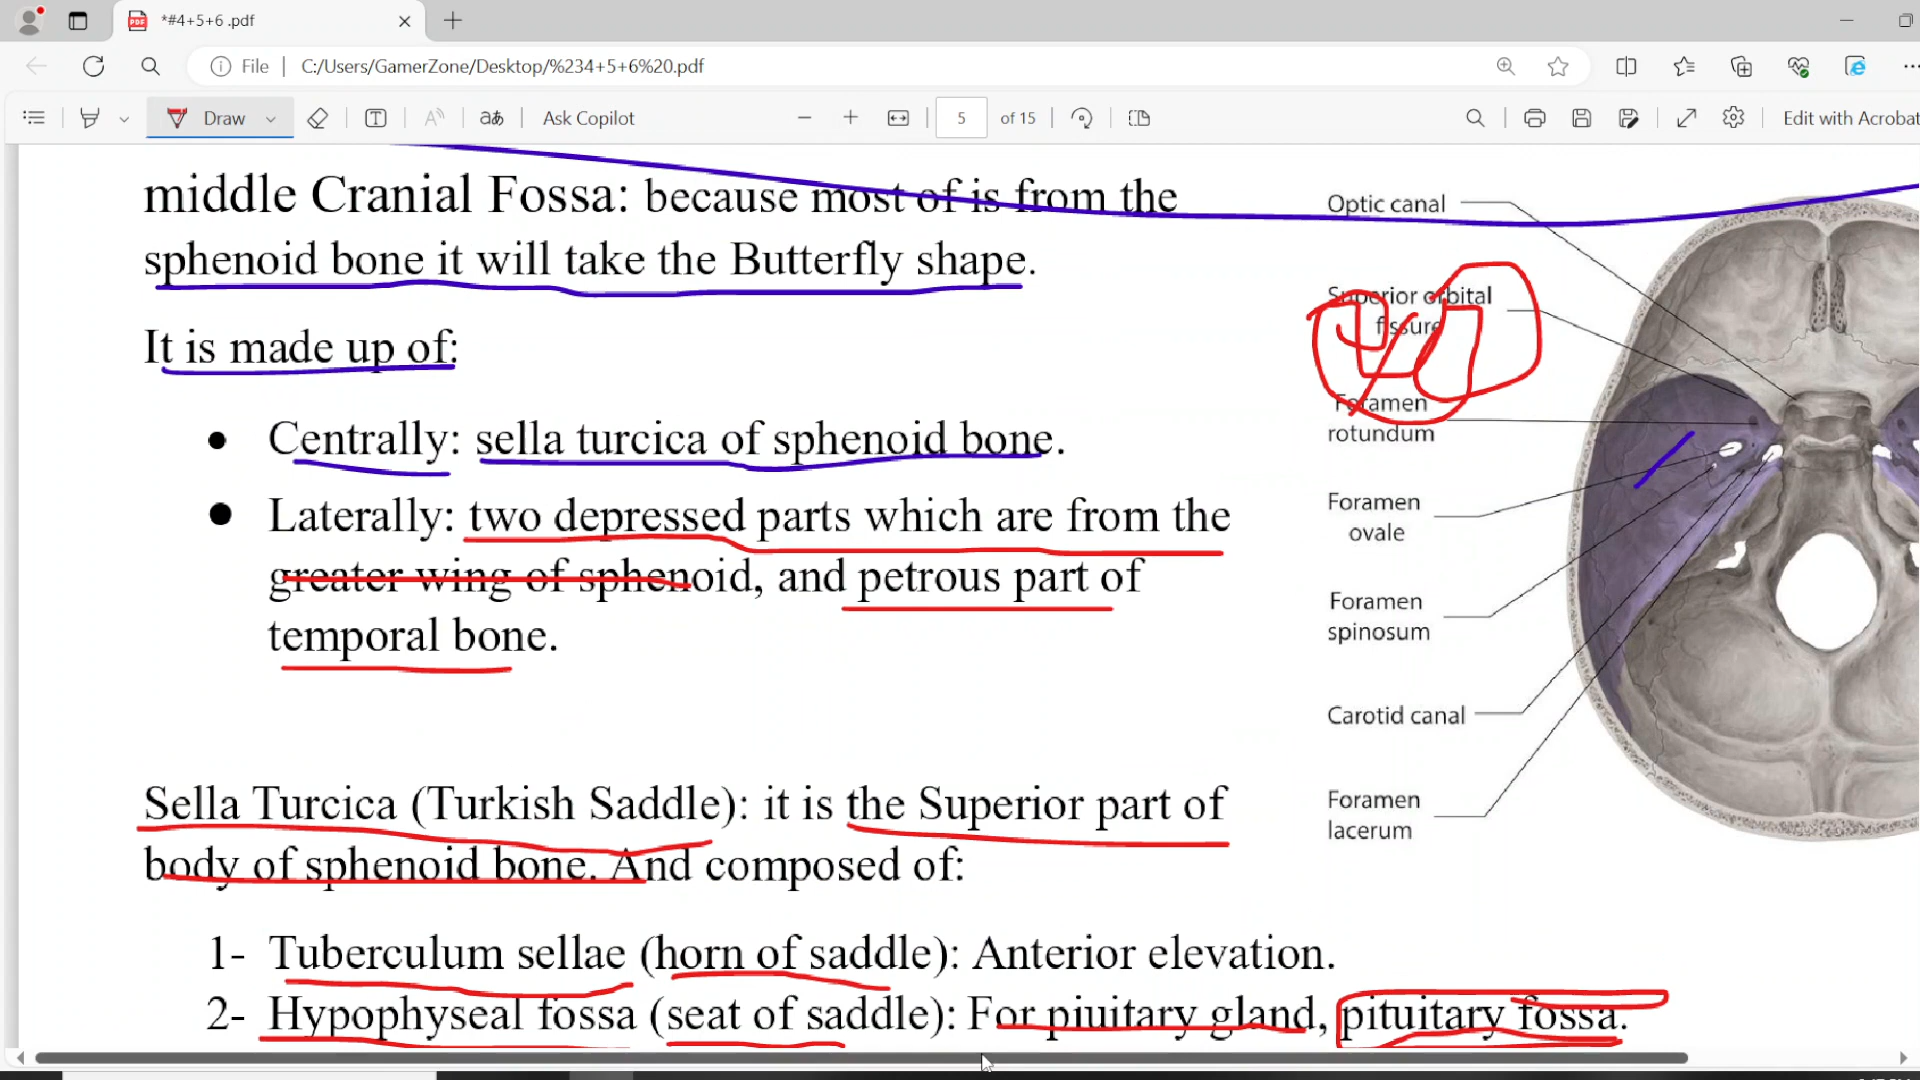 *#4+5+6 .pdf
File
C:/Users/GamerZone/Desktop/%234+5+6%20.pdf
Draw
Ask Copilot
5
of 15
Edit with Acrobat
middle Cranial Fossa: because most of is from the
sphenoid bone it will take the Butterfly shape.
It is made up of:
● Centrally: sella turcica of sphenoid bone.
● Laterally: two depressed parts which are from the
greater wing of sphenoid, and petrous part of
temporal bone.
Sella Turcica (Turkish Saddle): it is the Superior part of
body of sphenoid bone. And composed of:
1- Tuberculum sellae (horn of saddle): Anterior elevation.
2- Hypophyseal fossa (seat of saddle): For piuitary gland, pituitary fossa.
Optic canal
Superior orbital
fissure
Foramen
rotundum
Foramen
ovale
Foramen
spinosum
Carotid canal
Foramen
lacerum